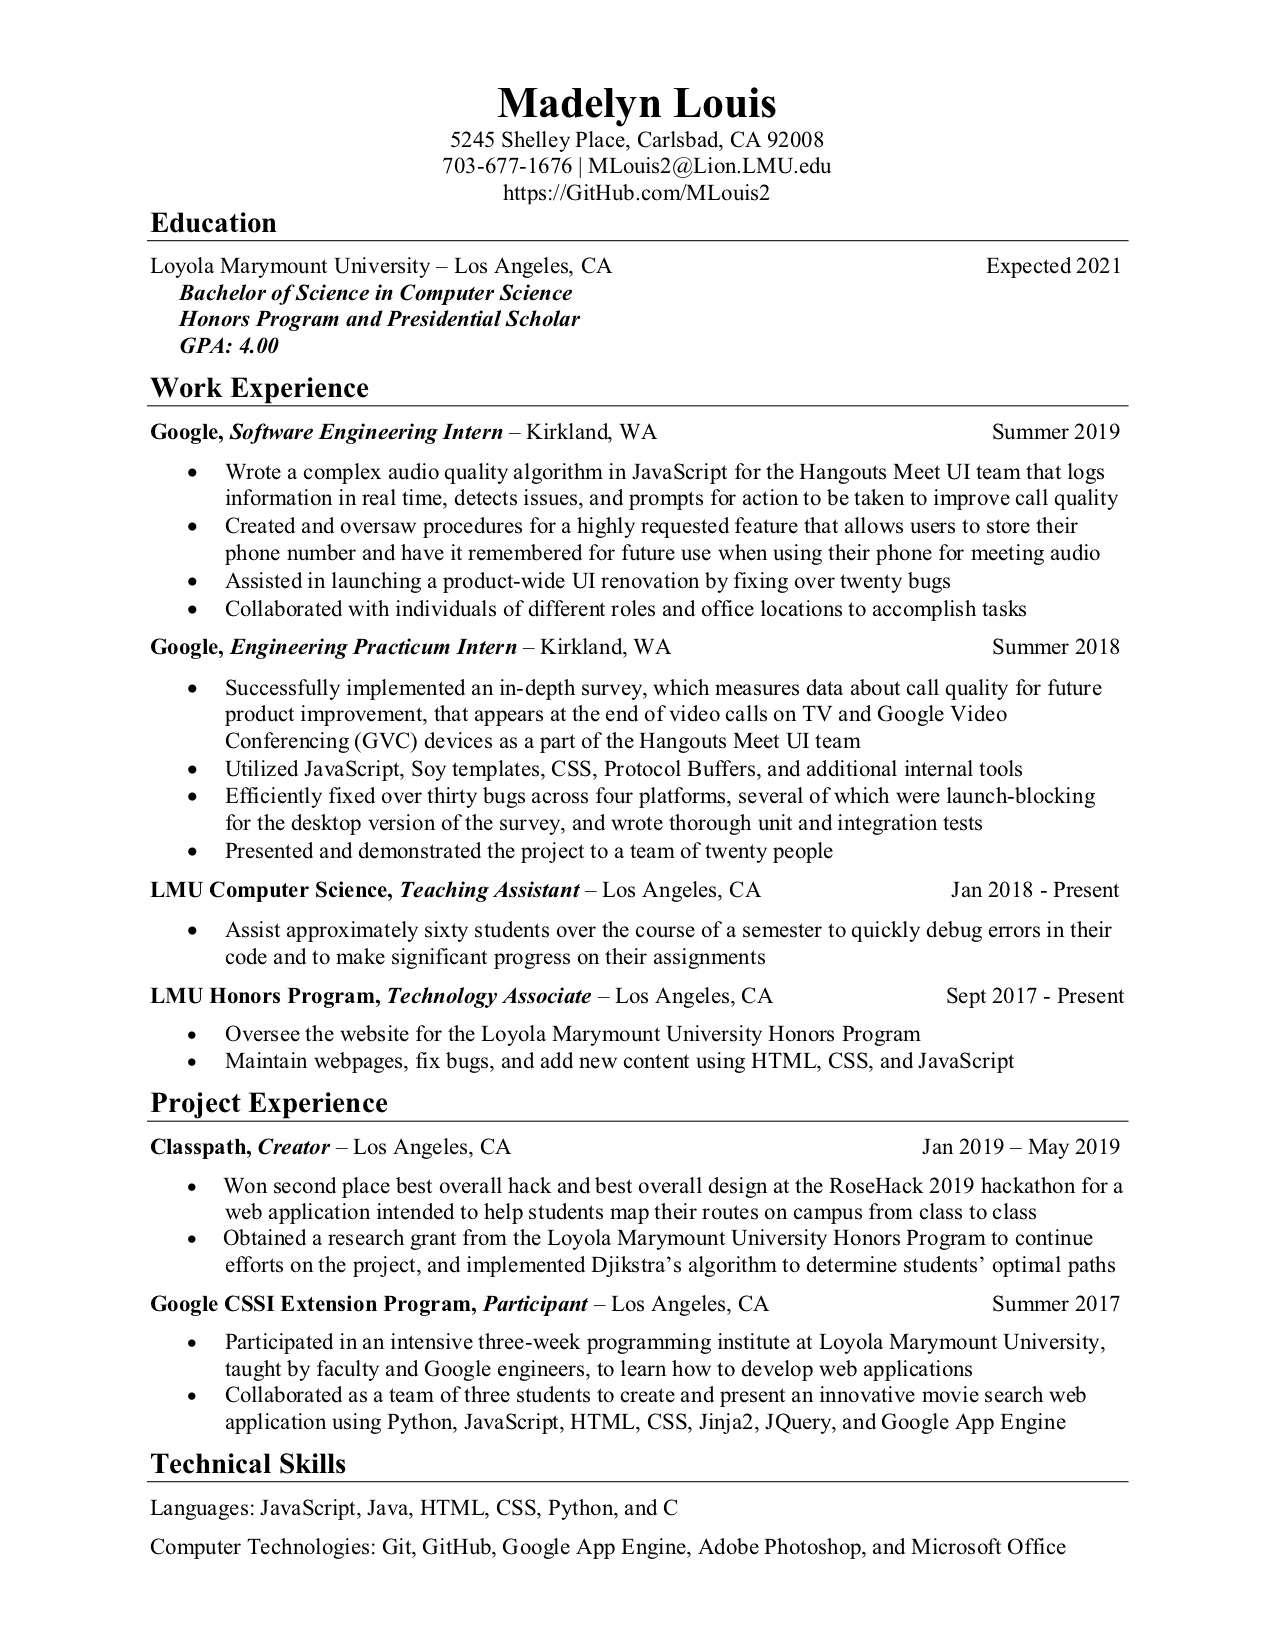 Madelyn Louis
5245 Shelley Place, Carlsbad, CA 92008
703-677-1676 | MLouis2@Lion.LMU.edu
https://GitHub.com/MLouis2
Education
Loyola Marymount University – Los Angeles, CA Expected 2021
Bachelor of Science in Computer Science
Honors Program and Presidential Scholar
GPA: 4.00
Work Experience
Google, Software Engineering Intern – Kirkland, WA Summer 2019
• Wrote a complex audio quality algorithm in JavaScript for the Hangouts Meet UI team that logs
information in real time, detects issues, and prompts for action to be taken to improve call quality
• Created and oversaw procedures for a highly requested feature that allows users to store their
phone number and have it remembered for future use when using their phone for meeting audio
• Assisted in launching a product-wide UI renovation by fixing over twenty bugs
• Collaborated with individuals of different roles and office locations to accomplish tasks
Google, Engineering Practicum Intern – Kirkland, WA Summer 2018
• Successfully implemented an in-depth survey, which measures data about call quality for future
product improvement, that appears at the end of video calls on TV and Google Video
Conferencing (GVC) devices as a part of the Hangouts Meet UI team
• Utilized JavaScript, Soy templates, CSS, Protocol Buffers, and additional internal tools
• Efficiently fixed over thirty bugs across four platforms, several of which were launch-blocking
for the desktop version of the survey, and wrote thorough unit and integration tests
• Presented and demonstrated the project to a team of twenty people
LMU Computer Science, Teaching Assistant – Los Angeles, CA Jan 2018 - Present
• Assist approximately sixty students over the course of a semester to quickly debug errors in their
code and to make significant progress on their assignments
LMU Honors Program, Technology Associate – Los Angeles, CA Sept 2017 - Present
• Oversee the website for the Loyola Marymount University Honors Program
• Maintain webpages, fix bugs, and add new content using HTML, CSS, and JavaScript
Project Experience
Classpath, Creator – Los Angeles, CA Jan 2019 – May 2019
• Won second place best overall hack and best overall design at the RoseHack 2019 hackathon for a
web application intended to help students map their routes on campus from class to class
• Obtained a research grant from the Loyola Marymount University Honors Program to continue
efforts on the project, and implemented Djikstra’s algorithm to determine students’ optimal paths
Google CSSI Extension Program, Participant – Los Angeles, CA Summer 2017
• Participated in an intensive three-week programming institute at Loyola Marymount University,
taught by faculty and Google engineers, to learn how to develop web applications
• Collaborated as a team of three students to create and present an innovative movie search web
application using Python, JavaScript, HTML, CSS, Jinja2, JQuery, and Google App Engine
Technical Skills
Languages: JavaScript, Java, HTML, CSS, Python, and C
Computer Technologies: Git, GitHub, Google App Engine, Adobe Photoshop, and Microsoft Office